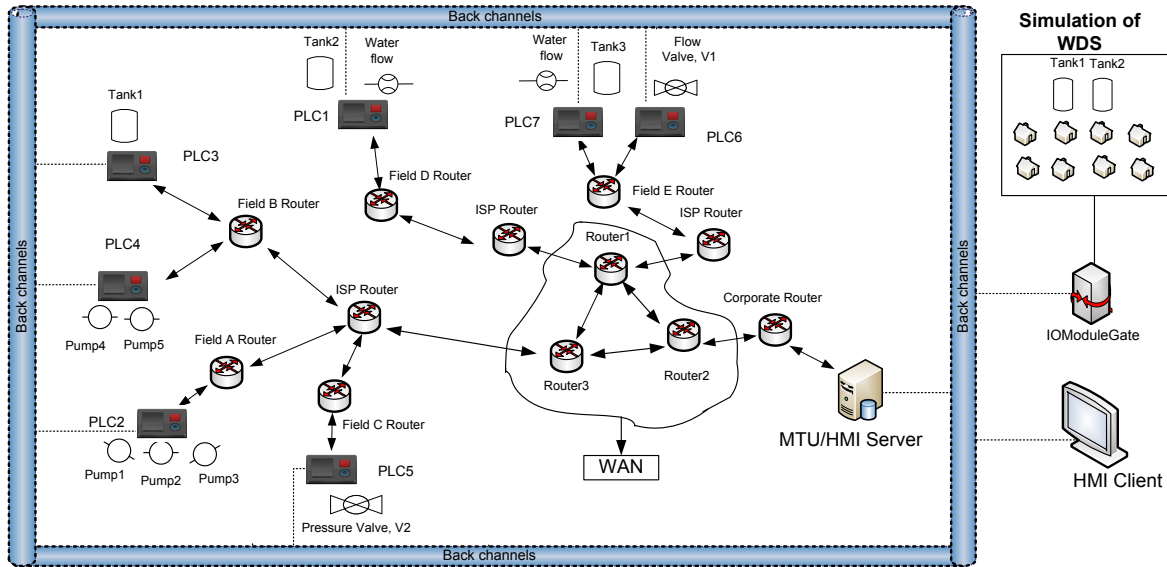 Back channels
Simulation of
WDS
Tank1 Tank2
Tank2
Water
flow
Water
flow
Tank3
Flow
Valve, V1
Tank1
PLC1
PLC7
PLC6
PLC3
Field D Router
Field E Router
ISP Router
ISP Router
Field B Router
Router1
PLC4
ISP Router
Corporate Router
Pump4
Pump5
Field A Router
Router3
Router2
IOModuleGate
PLC2
Field C Router
MTU/HMI Server
Pump1
Pump2
Pump3
PLC5
WAN
HMI Client
Pressure Valve, V2
Back channels
Back channels
Back channels